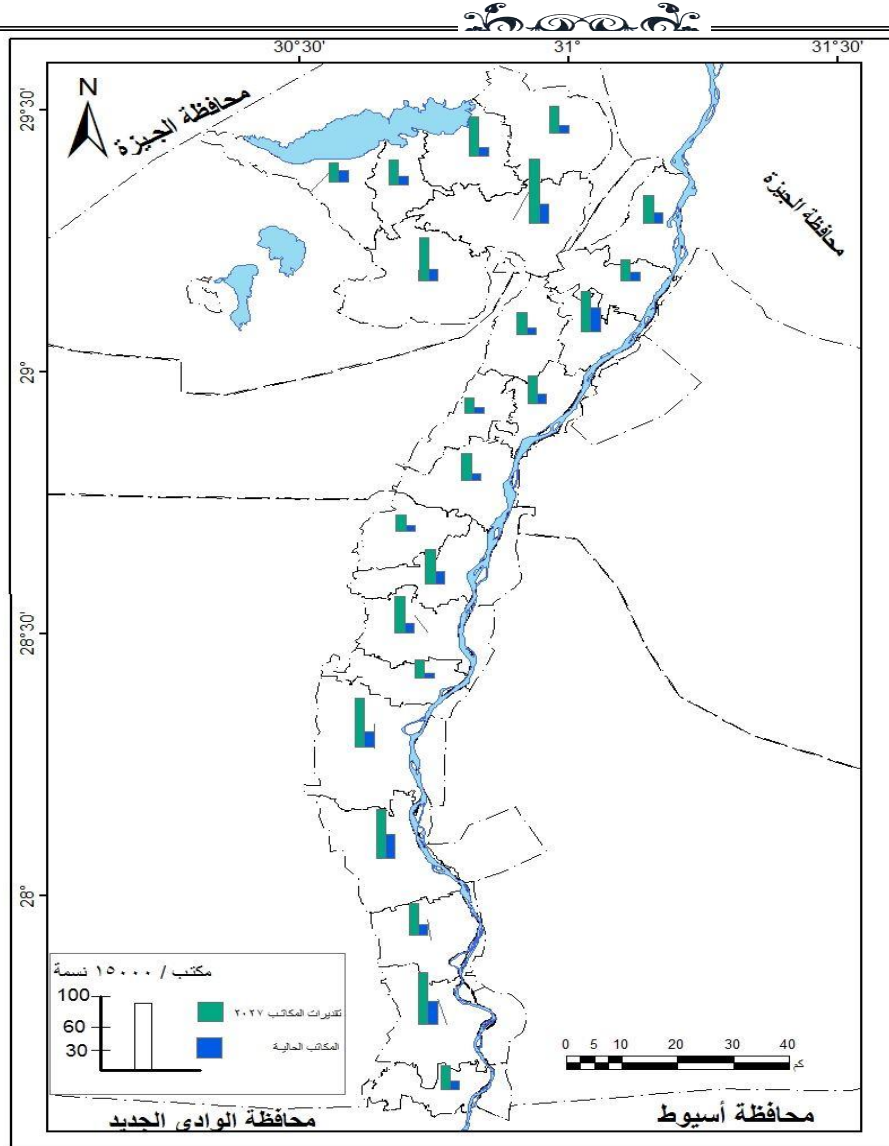 30°30' 31° 31°30'
N
29°30'
محافظة الجيزة
محافظة الجيزة
29°
28°30'
28°
مكتب / ١٥٠٠٠ نسمة
100
60
30
تقديرات المكاتب ٢٠٢٧
المكاتب الحالية
0 5 10 20 30 40
كم
محافظة الوادى الجديد
محافظة أسيوط